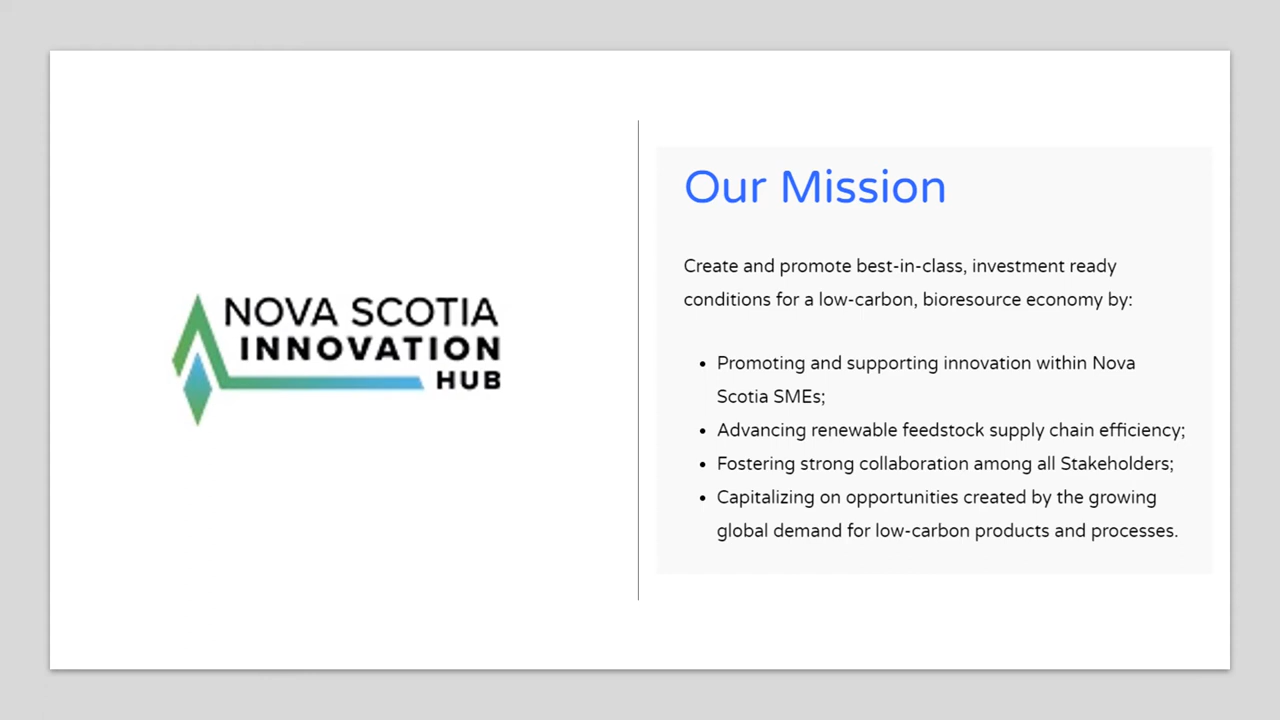 NOVA SCOTIA
INNOVATION
HUB
Our Mission
Create and promote best-in-class, investment ready
conditions for a low-carbon, bioresource economy by:
• Promoting and supporting innovation within Nova
Scotia SMEs;
• Advancing renewable feedstock supply chain efficiency;
• Fostering strong collaboration among all Stakeholders;
• Capitalizing on opportunities created by the growing
global demand for low-carbon products and processes.